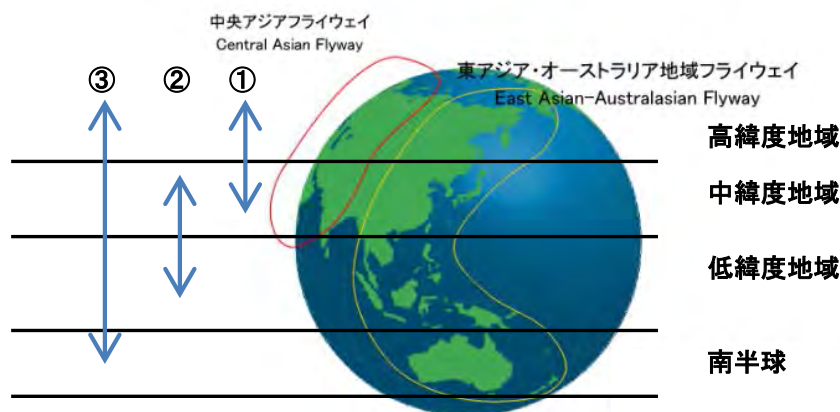 中央アジアフライウェイ
Central Asian Flyway
東アジア・オーストラリア地域フライウェイ
East Asian-Australasian Flyway
③ ② ①
高緯度地域
中緯度地域
低緯度地域
南半球